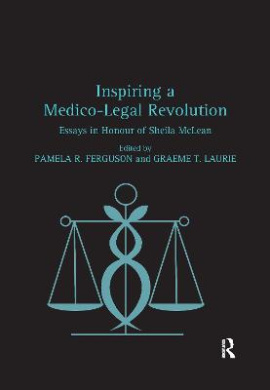 Inspiring a
Medico-Legal Revolution
Essays in Honour of Sheila McLean
Edited by
PAMELA R. FERGUSON and GRAEME T. LAURIE
R